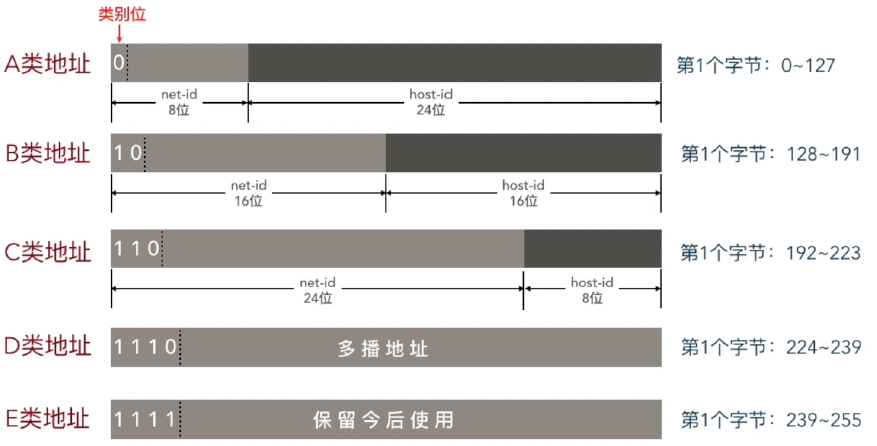 类别位
A类地址 0 第1个字节：0~127
net-id host-id
8位 24位
B类地址 1 0 第1个字节：128~191
net-id host-id
16位 16位
C类地址 1 1 0 第1个字节：192~223
net-id host-id
24位 8位
D类地址 1 1 1 0 多播地址 第1个字节：224~239
E类地址 1 1 1 1 保留今后使用 第1个字节：239~255